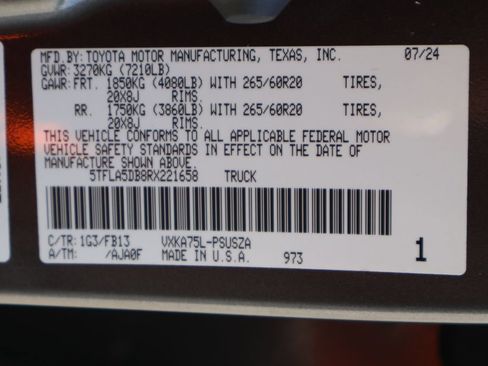 MFD. BY: TOYOTA MOTOR MANUFACTURING, TEXAS, INC. 07/24
GVWR: 3270KG (7210LB)
GAWR: FRT. 1850KG (4080LB) WITH 265/60R20 TIRES,
20X8J RIMS.
RR. 1750KG (3860LB) WITH 265/60R20 TIRES,
20X8J RIMS.
THIS VEHICLE CONFORMS TO ALL APPLICABLE FEDERAL MOTOR
VEHICLE SAFETY STANDARDS IN EFFECT ON THE DATE OF
MANUFACTURE SHOWN ABOVE.
5TFLA5DB8RX221658 TRUCK
C/TR: 1G3/FB13 VXKA75L-PSUSZA
A/TM: /AJA0F MADE IN U.S.A. 973 1